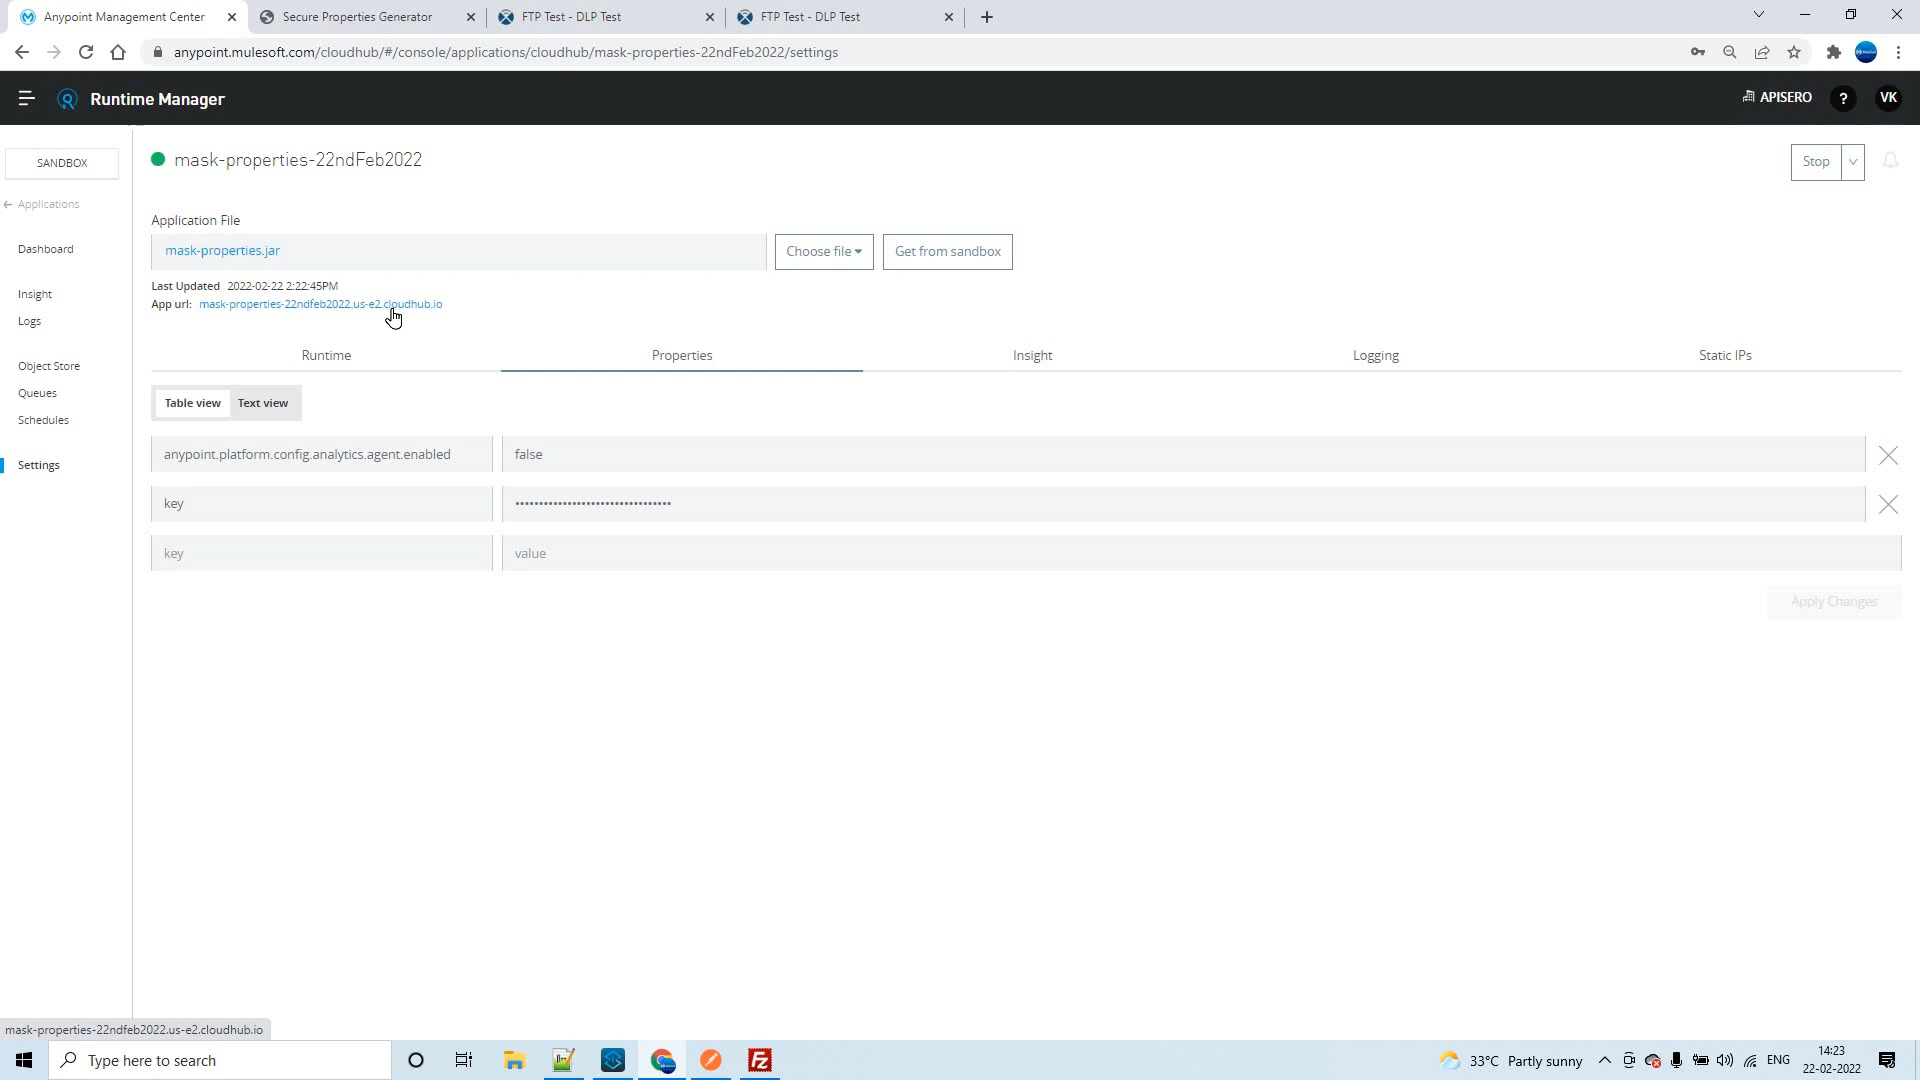 Anypoint Management Center
Secure Properties Generator
FTP Test - DLP Test
FTP Test - DLP Test
anypoint.mulesoft.com/cloudhub/#/console/applications/cloudhub/mask-properties-22ndFeb2022/settings
Runtime Manager
APISERO
?
VK
SANDBOX
Applications
Dashboard
Insight
Logs
Object Store
Queues
Schedules
Settings
mask-properties-22ndFeb2022
Stop
Application File
mask-properties.jar
Choose file
Get from sandbox
Last Updated 2022-02-22 2:22:45PM
App url: mask-properties-22ndfeb2022.us-e2.cloudhub.io
Runtime
Properties
Insight
Logging
Static IPs
Table view
Text view
anypoint.platform.config.analytics.agent.enabled
false
key
•••••••••••••••••••••••••••••••••
key
value
Apply Changes
mask-properties-22ndfeb2022.us-e2.cloudhub.io
Type here to search
33°C Partly sunny
ENG
14:23
22-02-2022